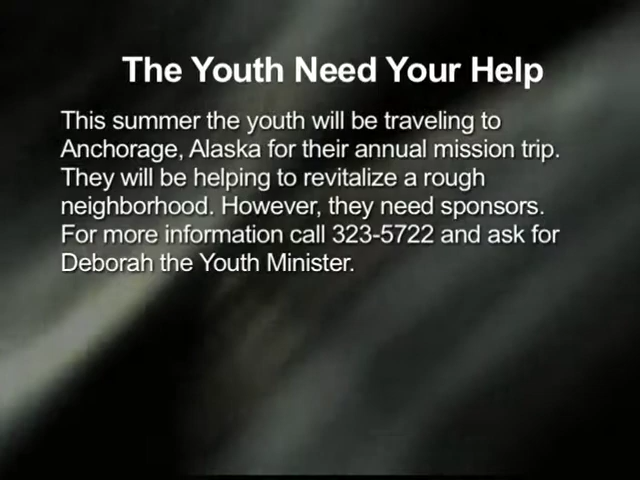 The Youth Need Your Help
This summer the youth will be traveling to
Anchorage, Alaska for their annual mission trip.
They will be helping to revitalize a rough
neighborhood. However, they need sponsors.
For more information call 323-5722 and ask for
Deborah the Youth Minister.